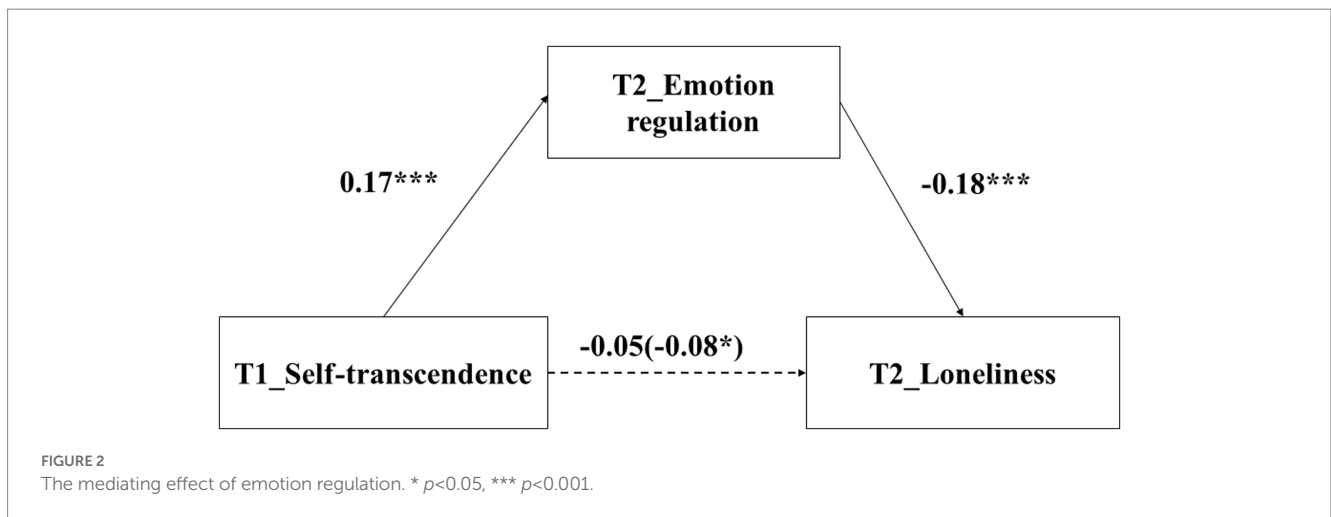 T2_Emotion
regulation
0.17***
-0.18***
-0.05(-0.08*)
T1_Self-transcendence
T2_Loneliness
FIGURE 2
The mediating effect of emotion regulation. * p<0.05, *** p<0.001.